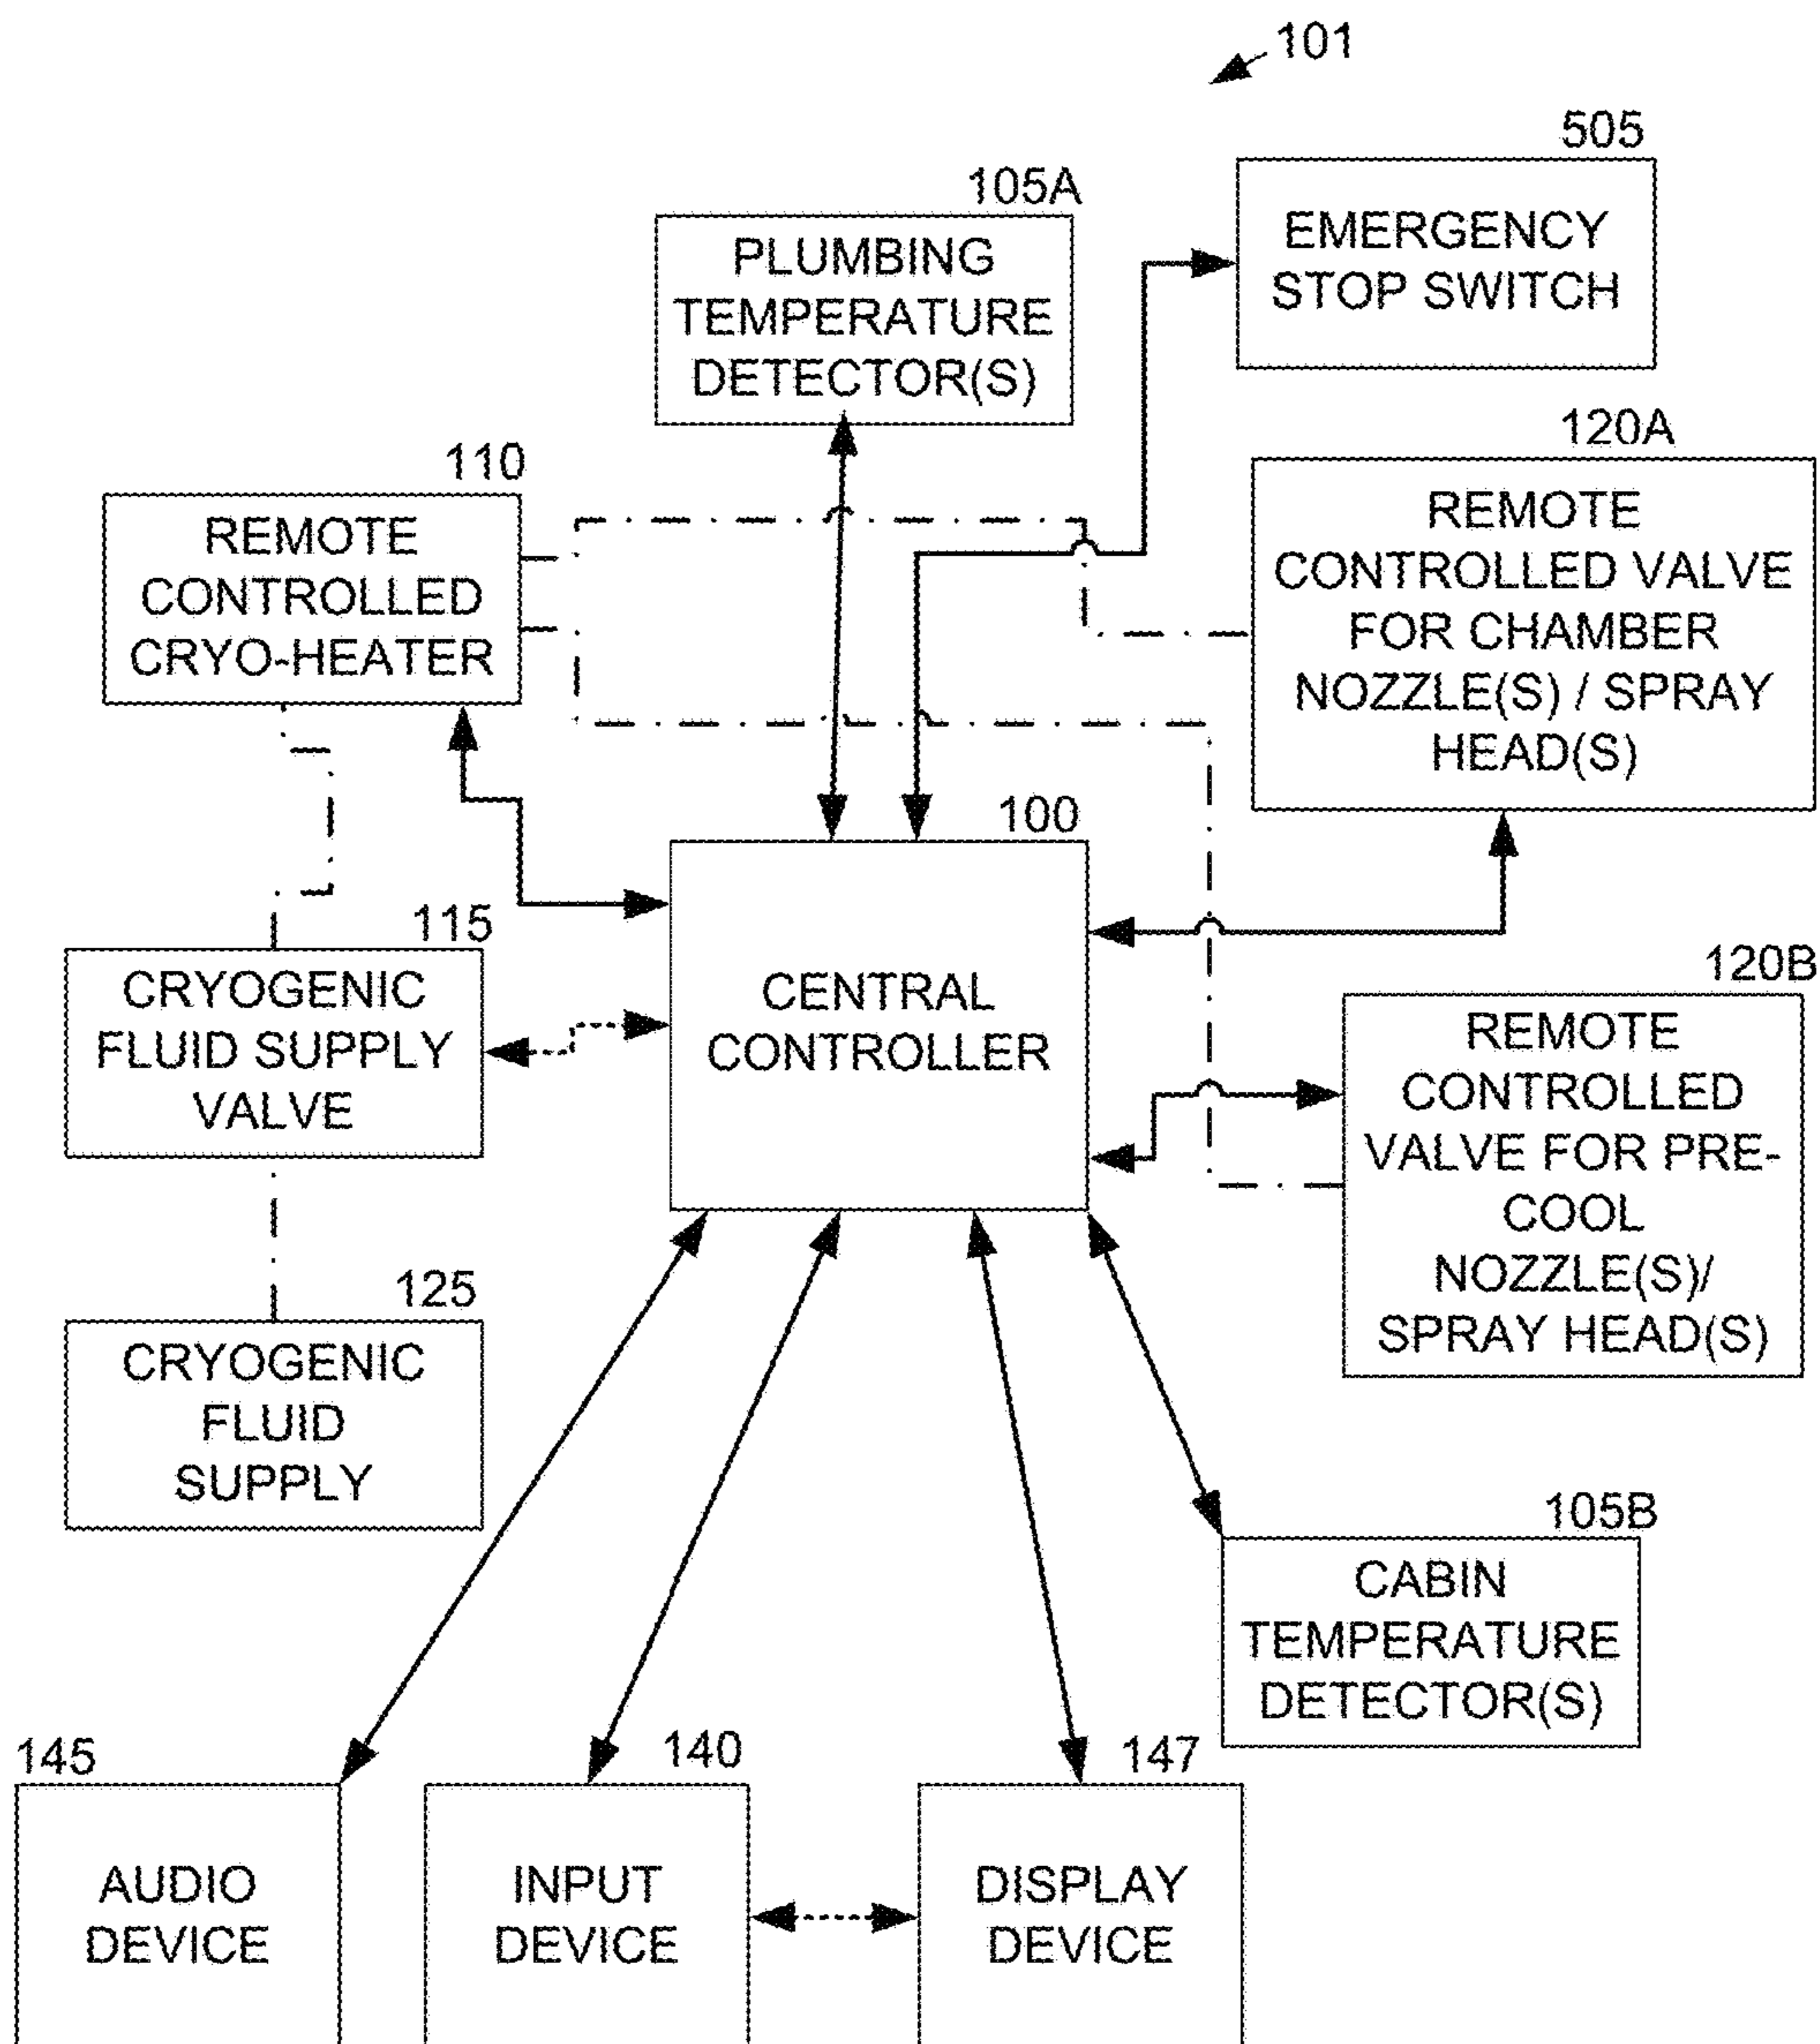 101
505
EMERGENCY
STOP SWITCH
105A
PLUMBING
TEMPERATURE
DETECTOR(S)
120A
REMOTE
CONTROLLED VALVE
FOR CHAMBER
NOZZLE(S) / SPRAY
HEAD(S)
110
REMOTE
CONTROLLED
CRYO-HEATER
100
CENTRAL
CONTROLLER
115
CRYOGENIC
FLUID SUPPLY
VALVE
120B
REMOTE
CONTROLLED
VALVE FOR PRE-
COOL
NOZZLE(S)/
SPRAY HEAD(S)
125
CRYOGENIC
FLUID
SUPPLY
105B
CABIN
TEMPERATURE
DETECTOR(S)
145
AUDIO
DEVICE
140
INPUT
DEVICE
147
DISPLAY
DEVICE